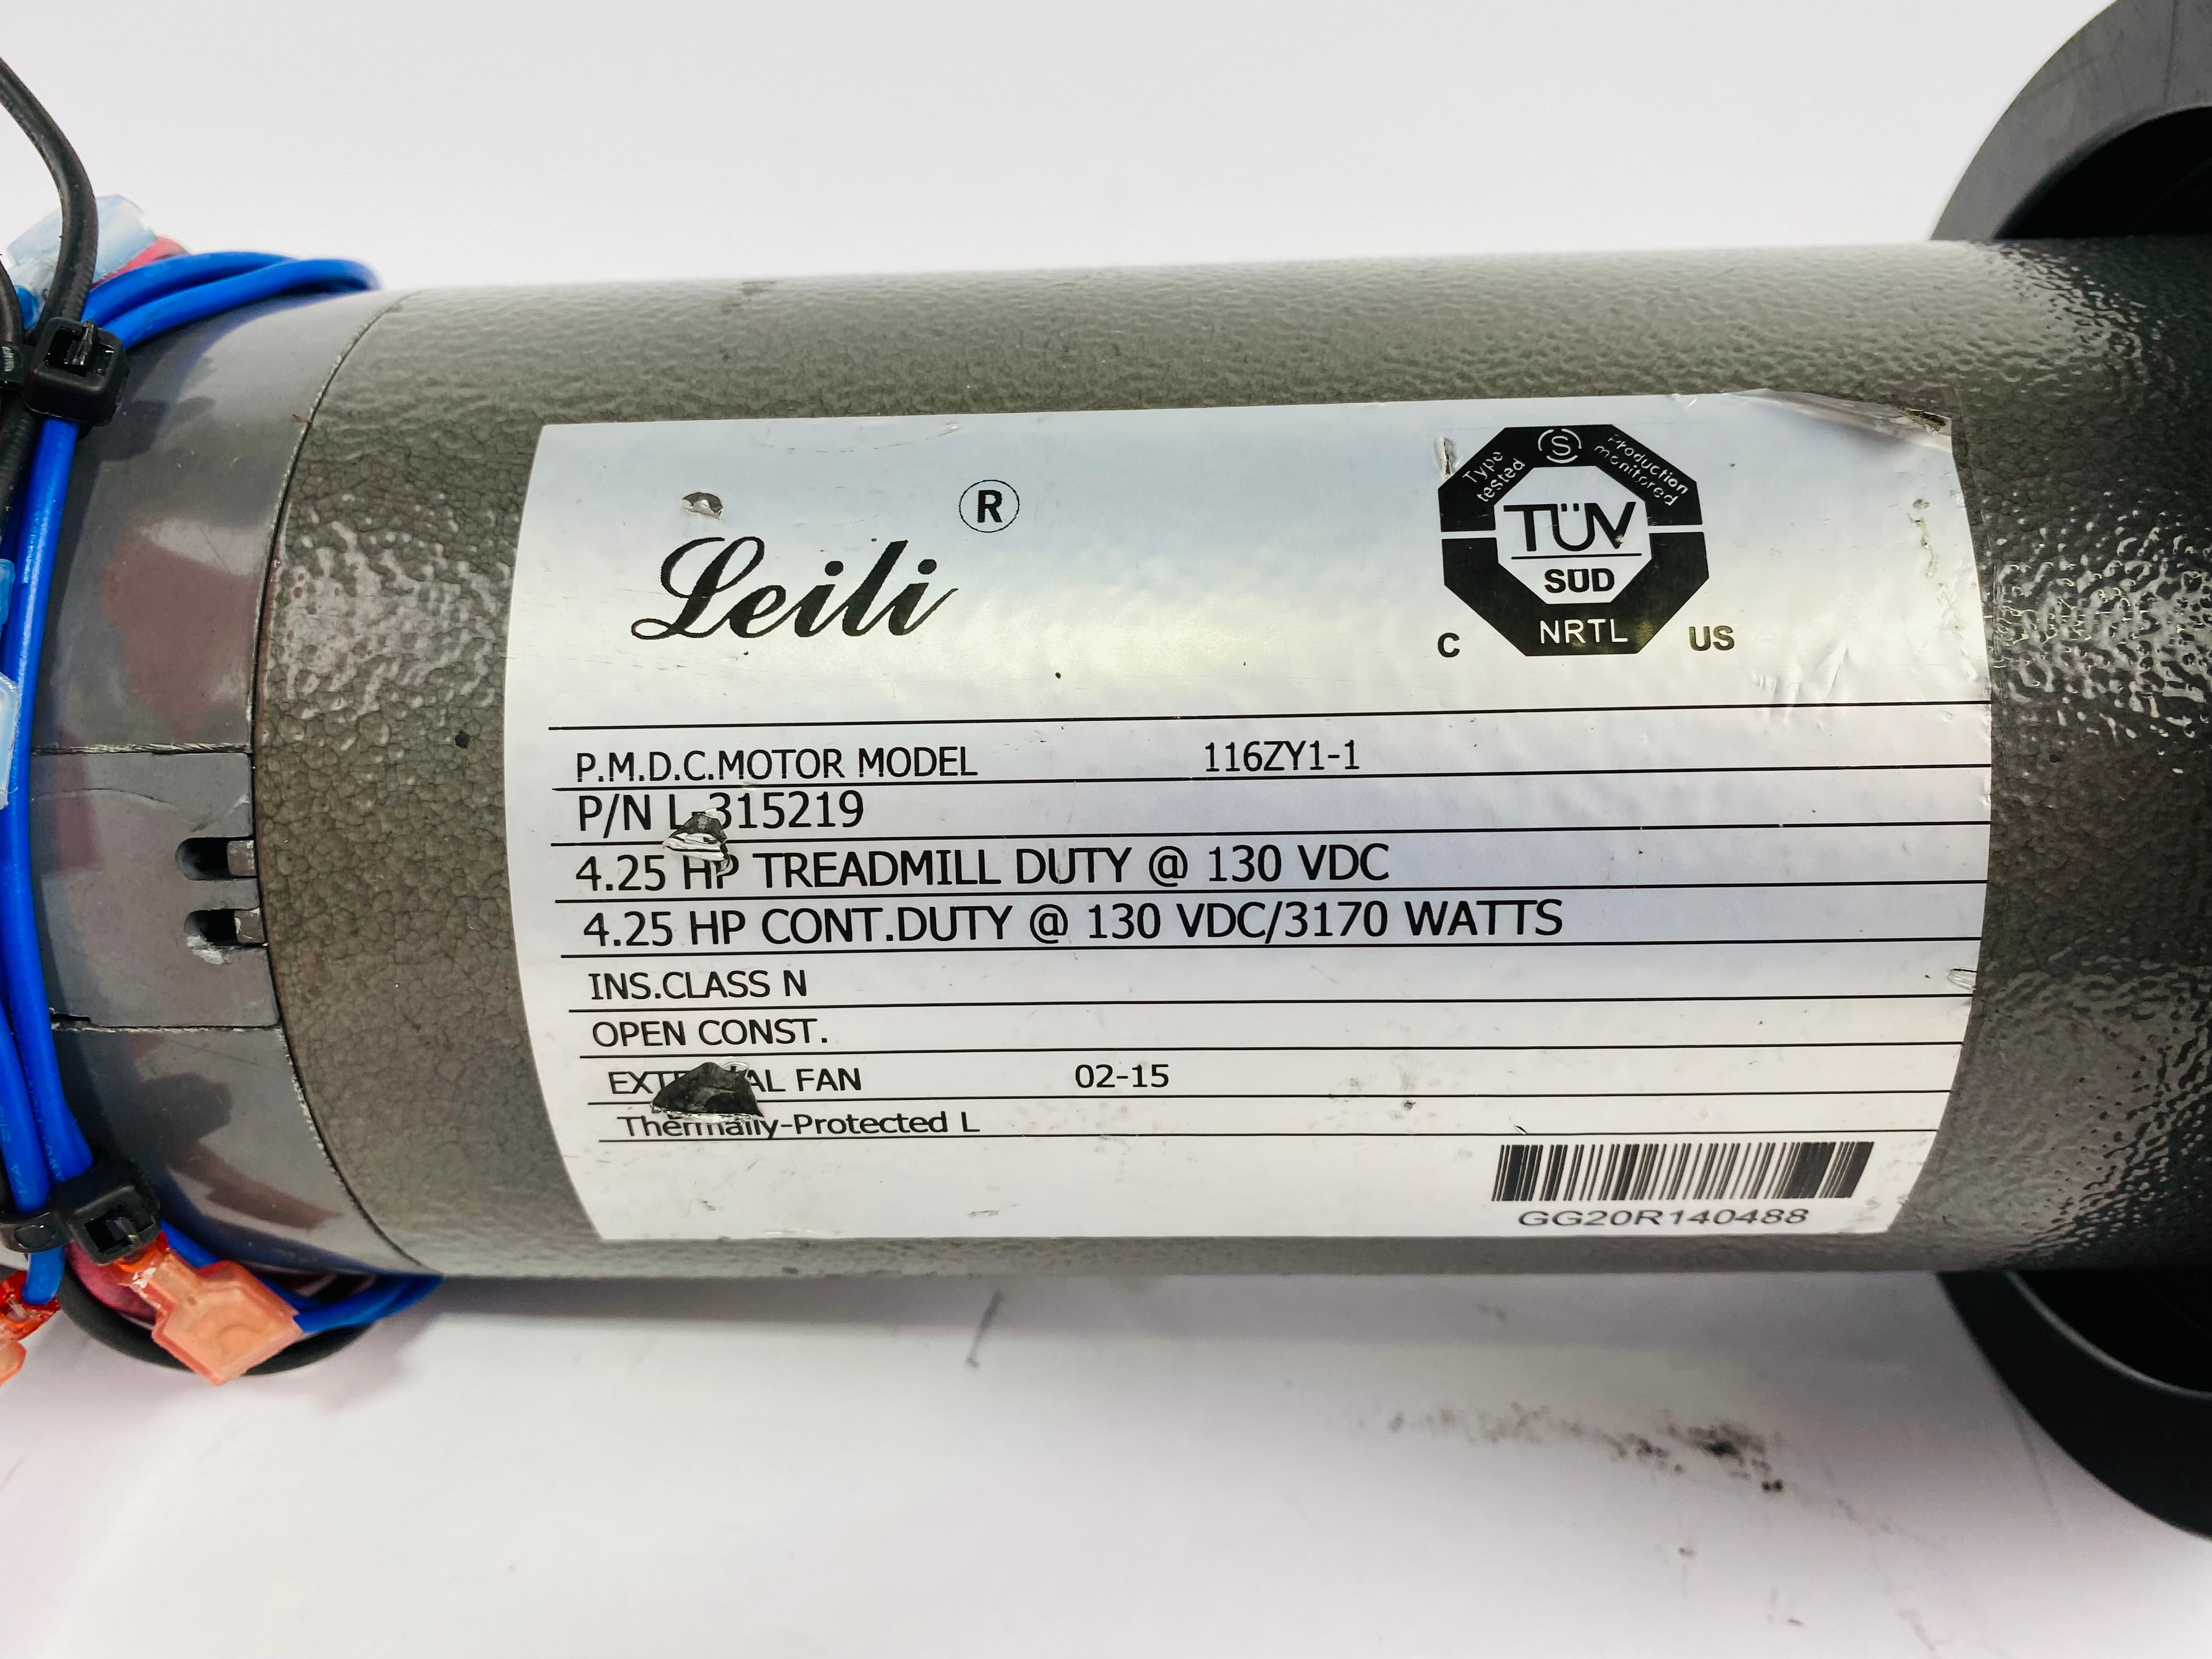 Leili ®
Type tested
S
Production monitored
TÜV
SÜD
NRTL
C US
P.M.D.C.MOTOR MODEL 116ZY1-1
P/N L-315219
4.25 HP TREADMILL DUTY @ 130 VDC
4.25 HP CONT.DUTY @ 130 VDC/3170 WATTS
INS.CLASS N
OPEN CONST.
EXTERNAL FAN 02-15
Thermally-Protected L
GG20R140488